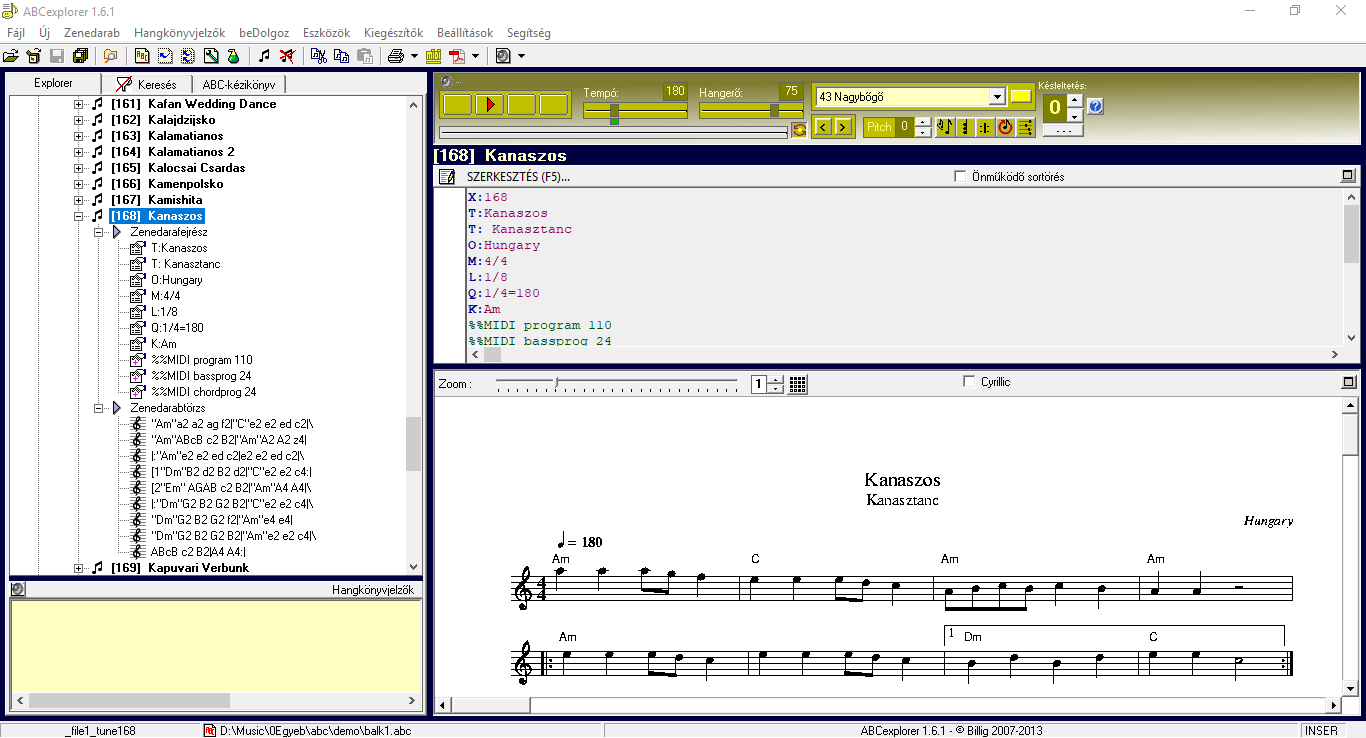 ABCexplorer 1.6.1
Fájl Új Zenedarab Hangkönyvjelzők beDolgoz Eszközök Kiegészítők Beállítások Segítség
Explorer Keresés ABC-kézikönyv
[161] Kafan Wedding Dance
[162] Kalajdzijsko
[163] Kalamatianos
[164] Kalamatianos 2
[165] Kalocsai Csardas
[166] Kamenpolsko
[167] Kamishita
[168] Kanaszos
Zenedarafejrész
T:Kanaszos
T: Kanasztanc
O:Hungary
M:4/4
L:1/8
Q:1/4=180
K:Am
%%MIDI program 110
%%MIDI bassprog 24
%%MIDI chordprog 24
Zenedarabtörzs
"Am"a2 a2 ag f2|"C"e2 e2 ed c2|\
"Am"ABcB c2 B2|"Am"A2 A2 z4|
|:"Am"e2 e2 ed c2|e2 e2 ed c2|\
[1"Dm"B2 d2 B2 d2|"C"e2 e2 c4:|
[2"Em" AGAB c2 B2|"Am"A4 A4|\
|:"Dm"G2 B2 G2 B2|"C"e2 e2 c4|\
"Dm"G2 B2 G2 f2|"Am"e4 e4|
"Dm"G2 B2 G2 B2|"Am"e2 e2 c4|\
ABcB c2 B2|A4 A4:|
[169] Kapuvari Verbunk
Hangkönyvjelzők
Tempó: 180 Hangerő: 75 43 Nagybőgő Késleltetés:
Pitch 0 0
...
[168] Kanaszos
SZERKESZTÉS (F5)... Önműködő sortörés
X:168
T:Kanaszos
T: Kanasztanc
O:Hungary
M:4/4
L:1/8
Q:1/4=180
K:Am
%%MIDI program 110
%%MIDI bassprog 24
Zoom : 1 Cyrillic
Kanaszos
Kanasztanc
Hungary
= 180
Am C Am Am
4
4
Am 1 Dm C
_file1_tune168 D:\Music\0Egyeb\abc\demo\balk1.abc ABCexplorer 1.6.1 - © Billig 2007-2013 INSER